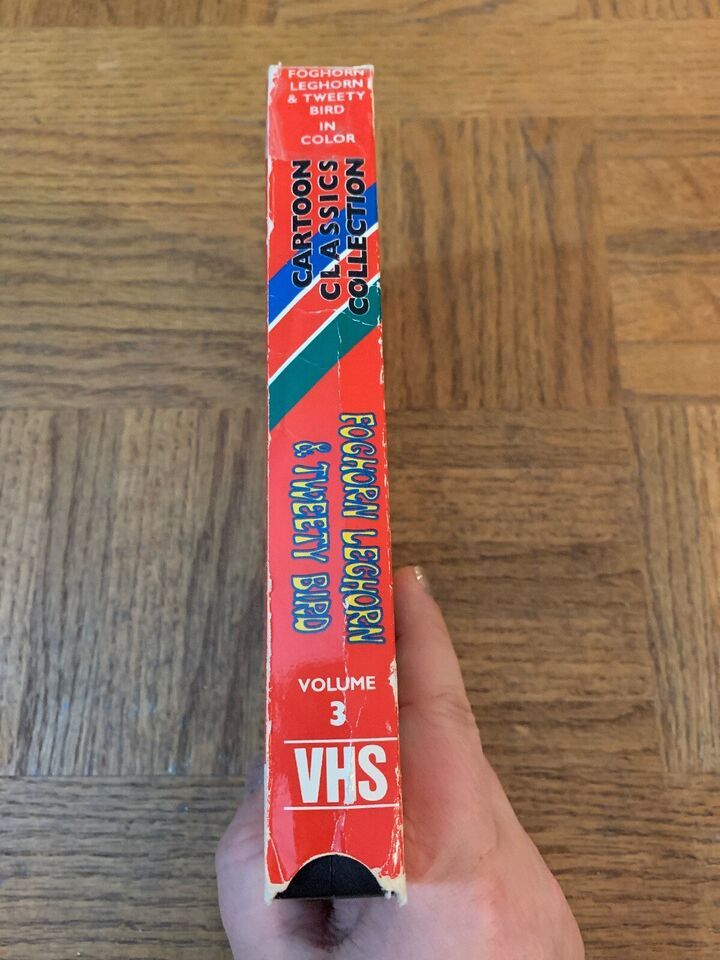 FOGHORN
LEGHORN
& TWEETY
BIRD
IN
COLOR
CARTOON
CLASSICS
COLLECTION
FOGHORN LEGHORN
& TWEETY BIRD
VOLUME
3
VHS